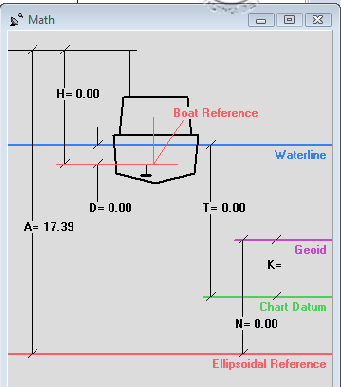 Math
H= 0.00
Boat Reference
Waterline
D= 0.00
T= 0.00
A= 17.39
Geoid
K=
Chart Datum
N= 0.00
Ellipsoidal Reference